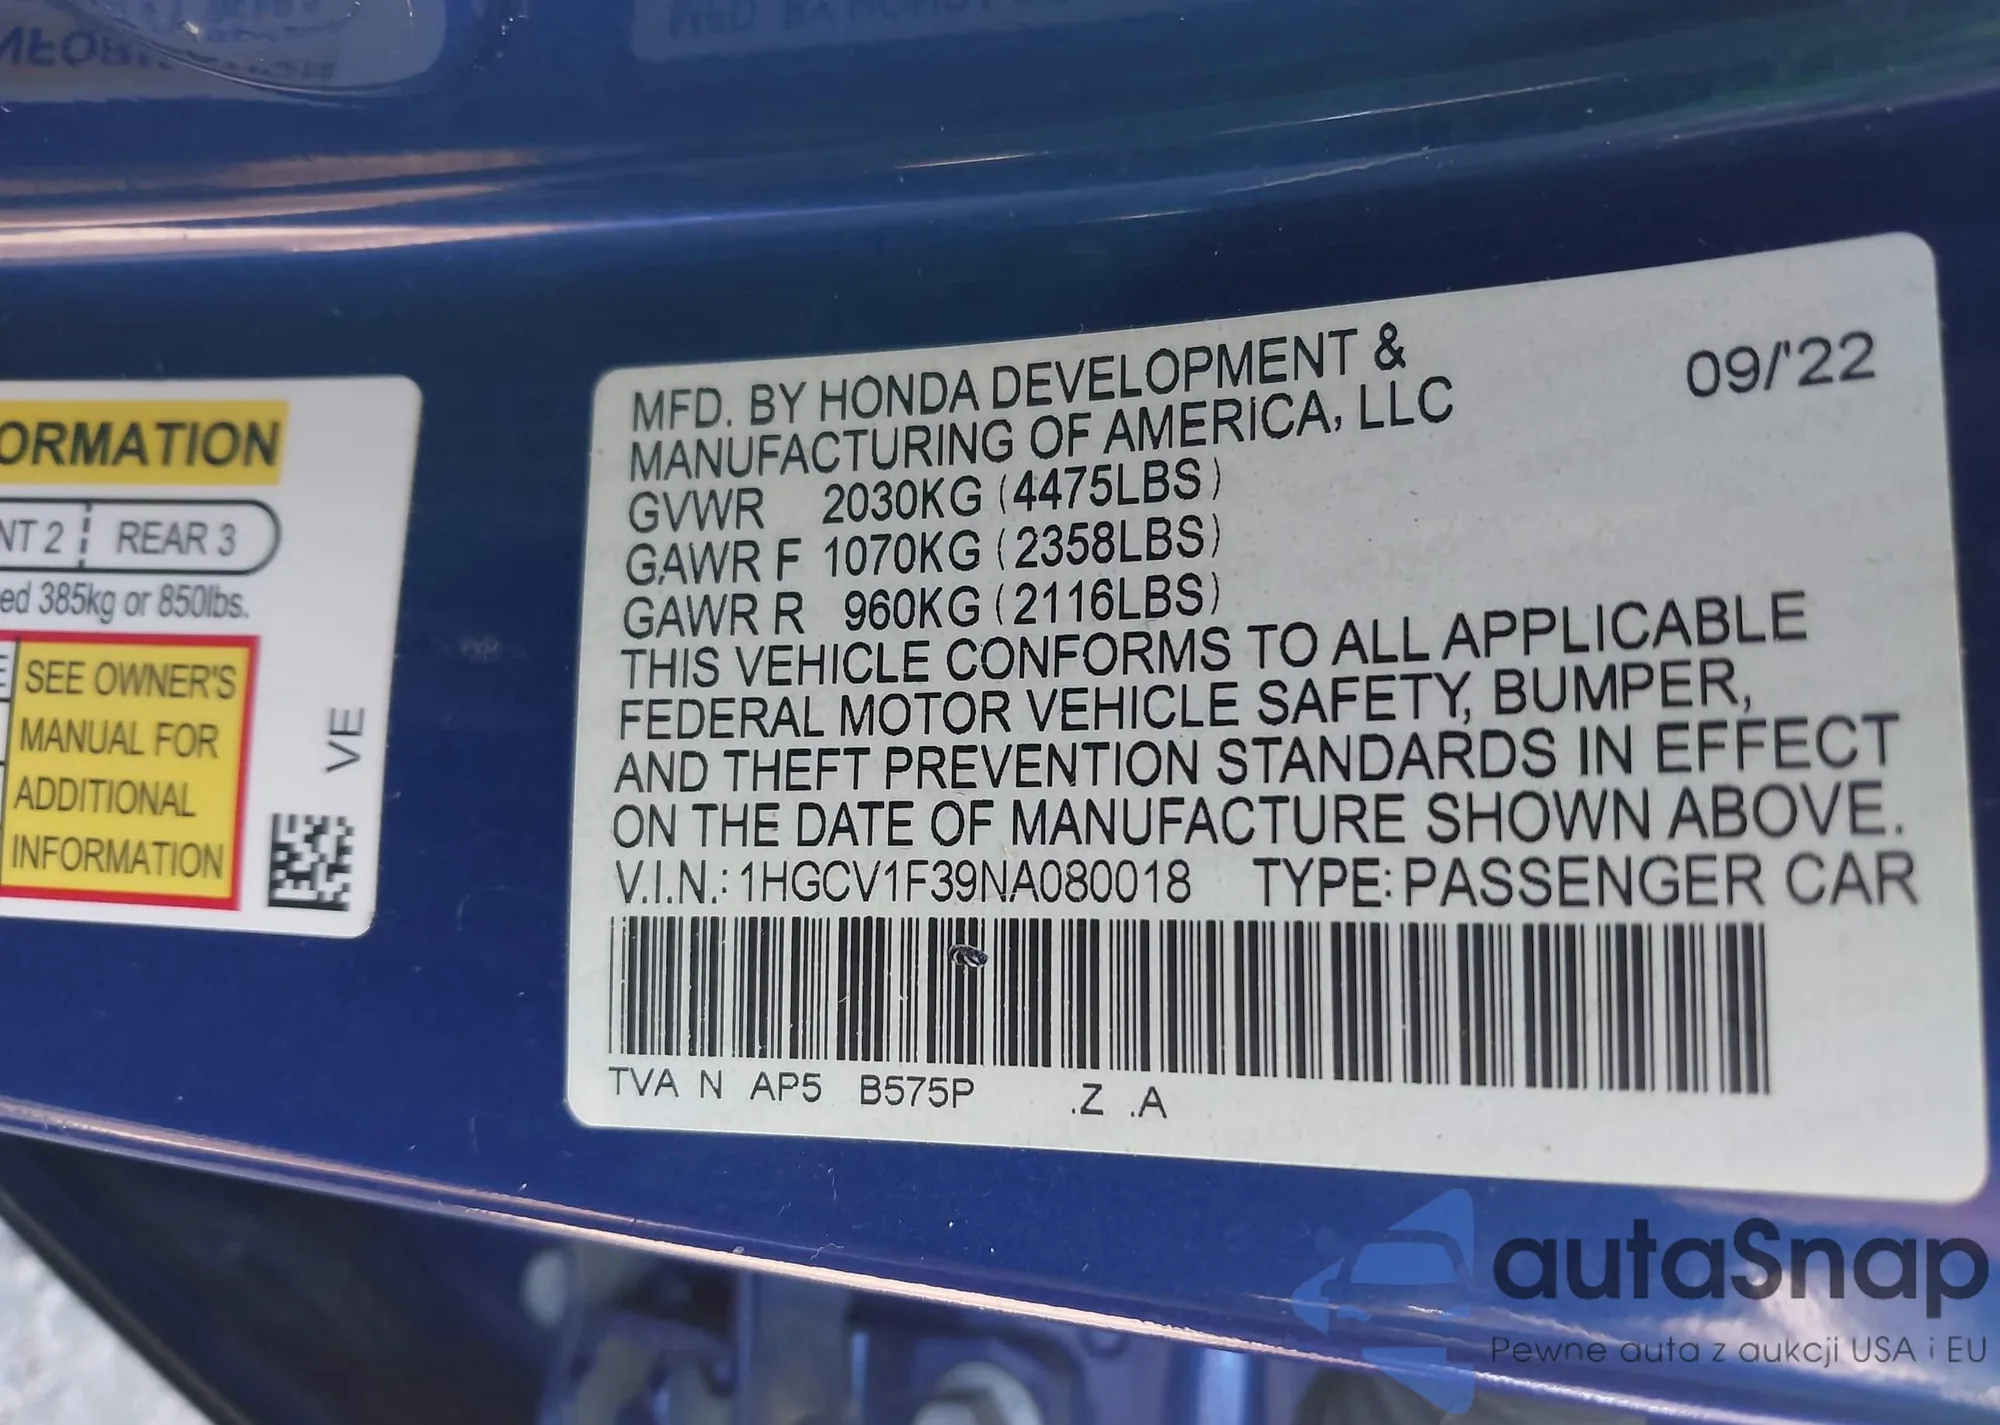 ORMATION
NT 2 REAR 3
ed 385kg or 850lbs.
SEE OWNER'S
MANUAL FOR
ADDITIONAL
INFORMATION
VE
MFD. BY HONDA DEVELOPMENT &
MANUFACTURING OF AMERICA, LLC
09/'22
GVWR 2030KG (4475LBS)
GAWR F 1070KG (2358LBS)
GAWR R 960KG (2116LBS)
THIS VEHICLE CONFORMS TO ALL APPLICABLE
FEDERAL MOTOR VEHICLE SAFETY, BUMPER,
AND THEFT PREVENTION STANDARDS IN EFFECT
ON THE DATE OF MANUFACTURE SHOWN ABOVE.
V.I.N.: 1HGCV1F39NA080018 TYPE: PASSENGER CAR
TVA N AP5 B575P .Z .A
autaSnap
Pewne auta z aukcji USA i EU